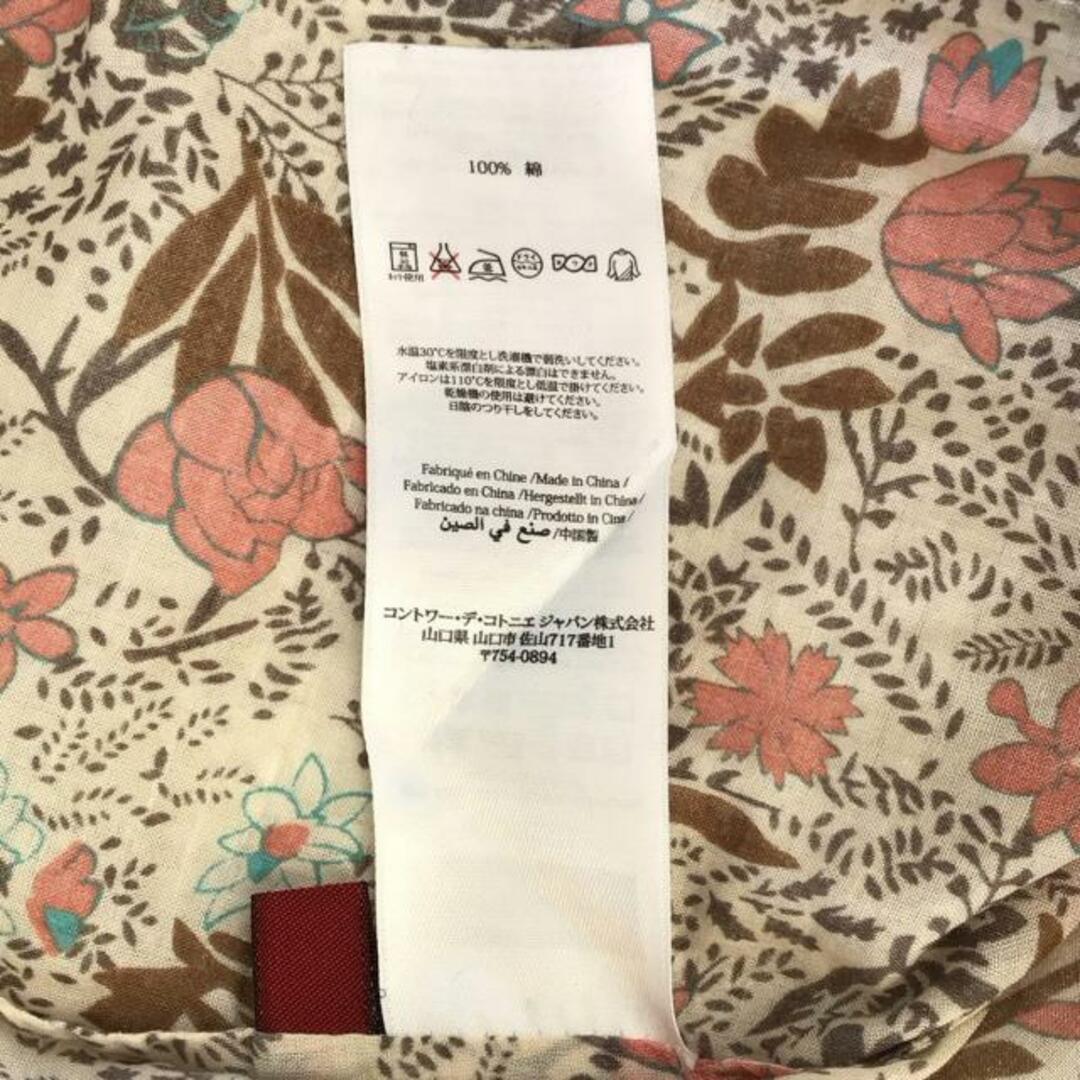 100% 綿
ネット使用
水温30℃を限度とし洗濯機で弱洗いしてください。
塩素系漂白剤による漂白はできません。
アイロンは110℃を限度とし低温で掛けてください。
乾燥機の使用は避けてください。
日陰のつり干しをしてください。
Fabriqué en Chine /Made in China /
Fabricado en China /Hergestellt in China/
Fabricado na china /Prodotto in Cina/
صنع في الصين /中国製
コントワー・デ・コトニエ ジャパン株式会社
山口県 山口市 佐山717番地1
〒754-0894